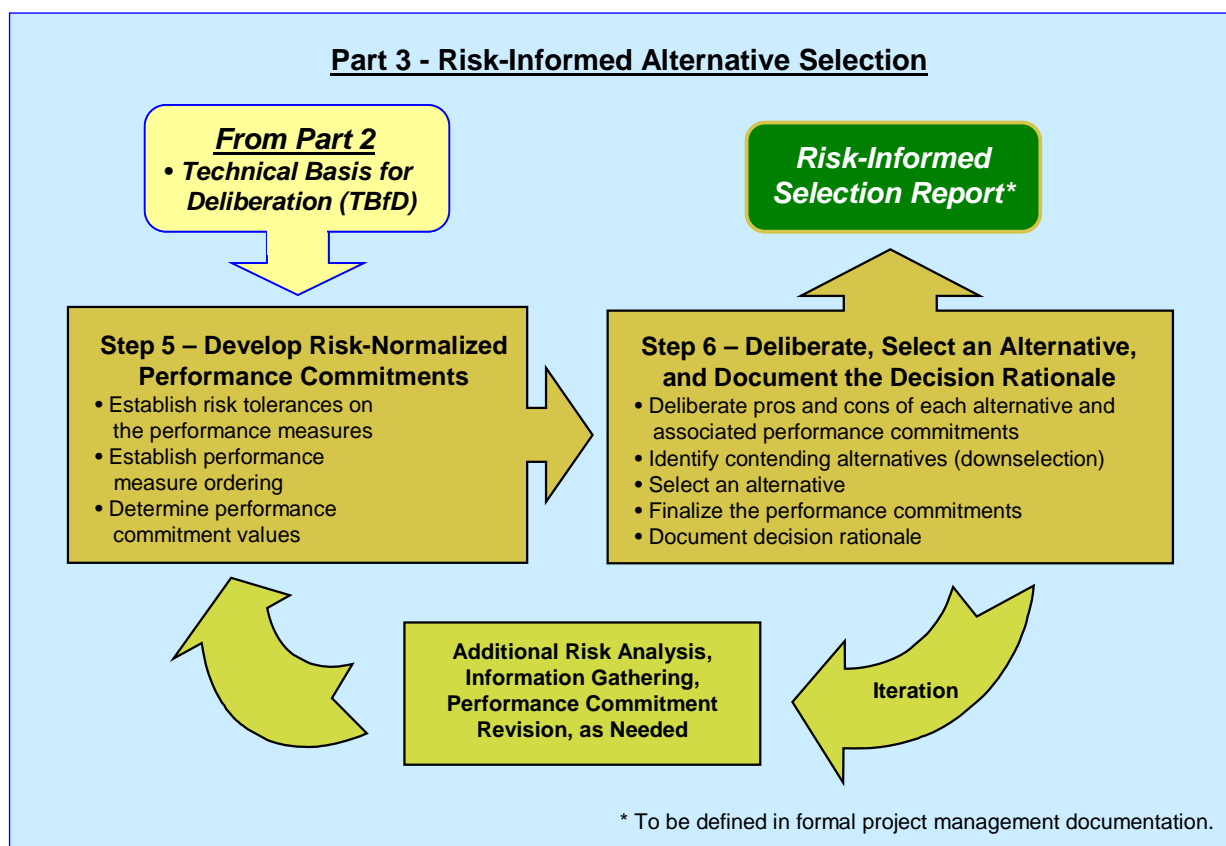 Part 3 - Risk-Informed Alternative Selection
From Part 2
• Technical Basis for
Deliberation (TBfD)
Risk-Informed
Selection Report*
Step 5 – Develop Risk-Normalized
Performance Commitments
• Establish risk tolerances on
the performance measures
• Establish performance
measure ordering
• Determine performance
commitment values
Step 6 – Deliberate, Select an Alternative,
and Document the Decision Rationale
• Deliberate pros and cons of each alternative and
associated performance commitments
• Identify contending alternatives (downselection)
• Select an alternative
• Finalize the performance commitments
• Document decision rationale
Additional Risk Analysis,
Information Gathering,
Performance Commitment
Revision, as Needed
Iteration
* To be defined in formal project management documentation.